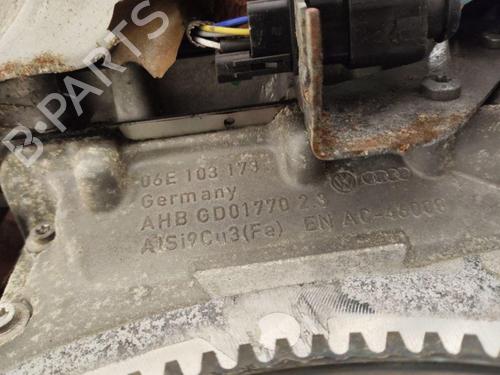 B-PARTS
06E 103 173
Germany
AHB GD01770 2.3
AlSi9Cu3(Fe) EN AC-46000